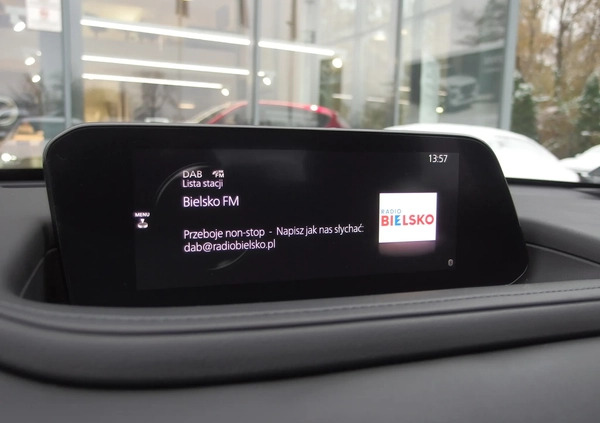 13:57
DAB FM
Lista stacji
Bielsko FM
MENU
RADIO
BIELSKO
Przeboje non-stop - Napisz jak nas słychać:
dab@radiobielsko.pl